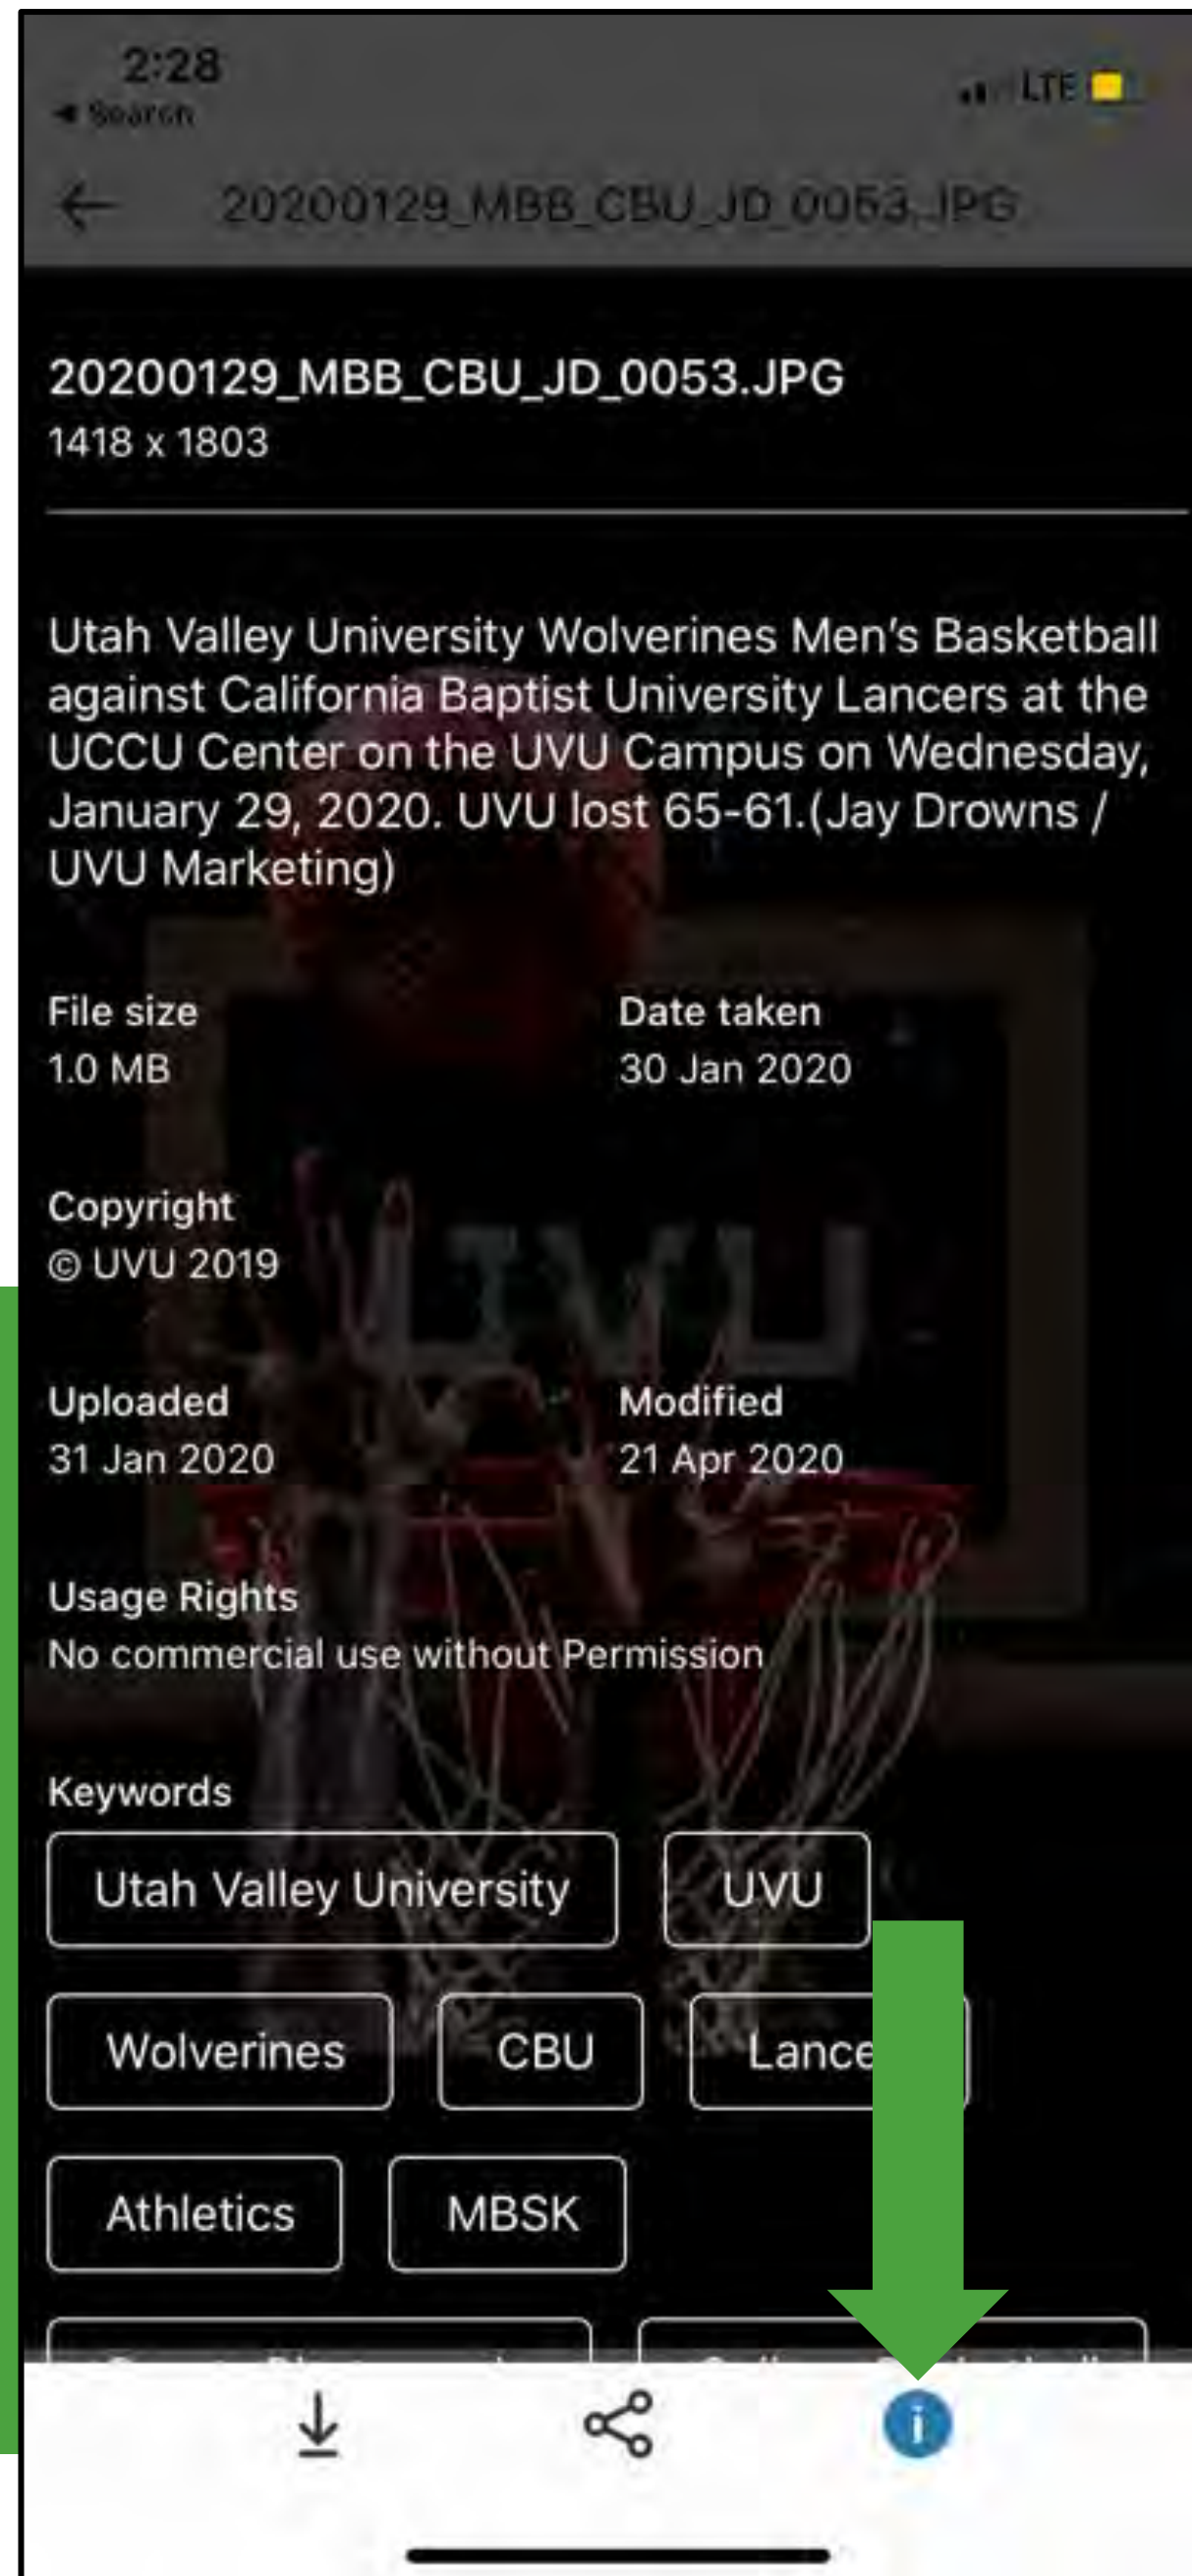 2:28
LTE
◄ Search
20200129_MBB_CBU_JD_0053.JPG
20200129_MBB_CBU_JD_0053.JPG
1418 x 1803
Utah Valley University Wolverines Men's Basketball
against California Baptist University Lancers at the
UCCU Center on the UVU Campus on Wednesday,
January 29, 2020. UVU lost 65-61.(Jay Drowns /
UVU Marketing)
File size
Date taken
1.0 MB
30 Jan 2020
Copyright
© UVU 2019
UVU
Uploaded
Modified
31 Jan 2020
21 Apr 2020
Usage Rights
No commercial use without Permission
Keywords
Utah Valley University
UVU
Wolverines
CBU
Lance
Athletics
MBSK
i